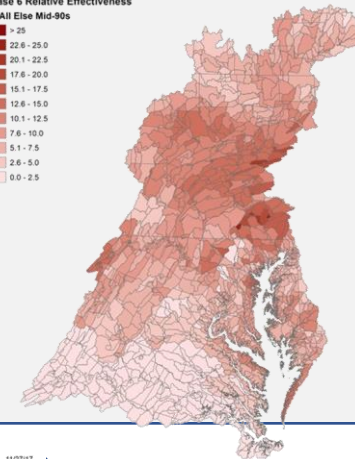 se 6 Relative Effectiveness
All Else Mid-90s
> 25
22.6 - 25.0
20.1 - 22.5
17.6 - 20.0
15.1 - 17.5
12.6 - 15.0
10.1 - 12.5
7.6 - 10.0
5.1 - 7.5
2.6 - 5.0
0.0 - 2.5